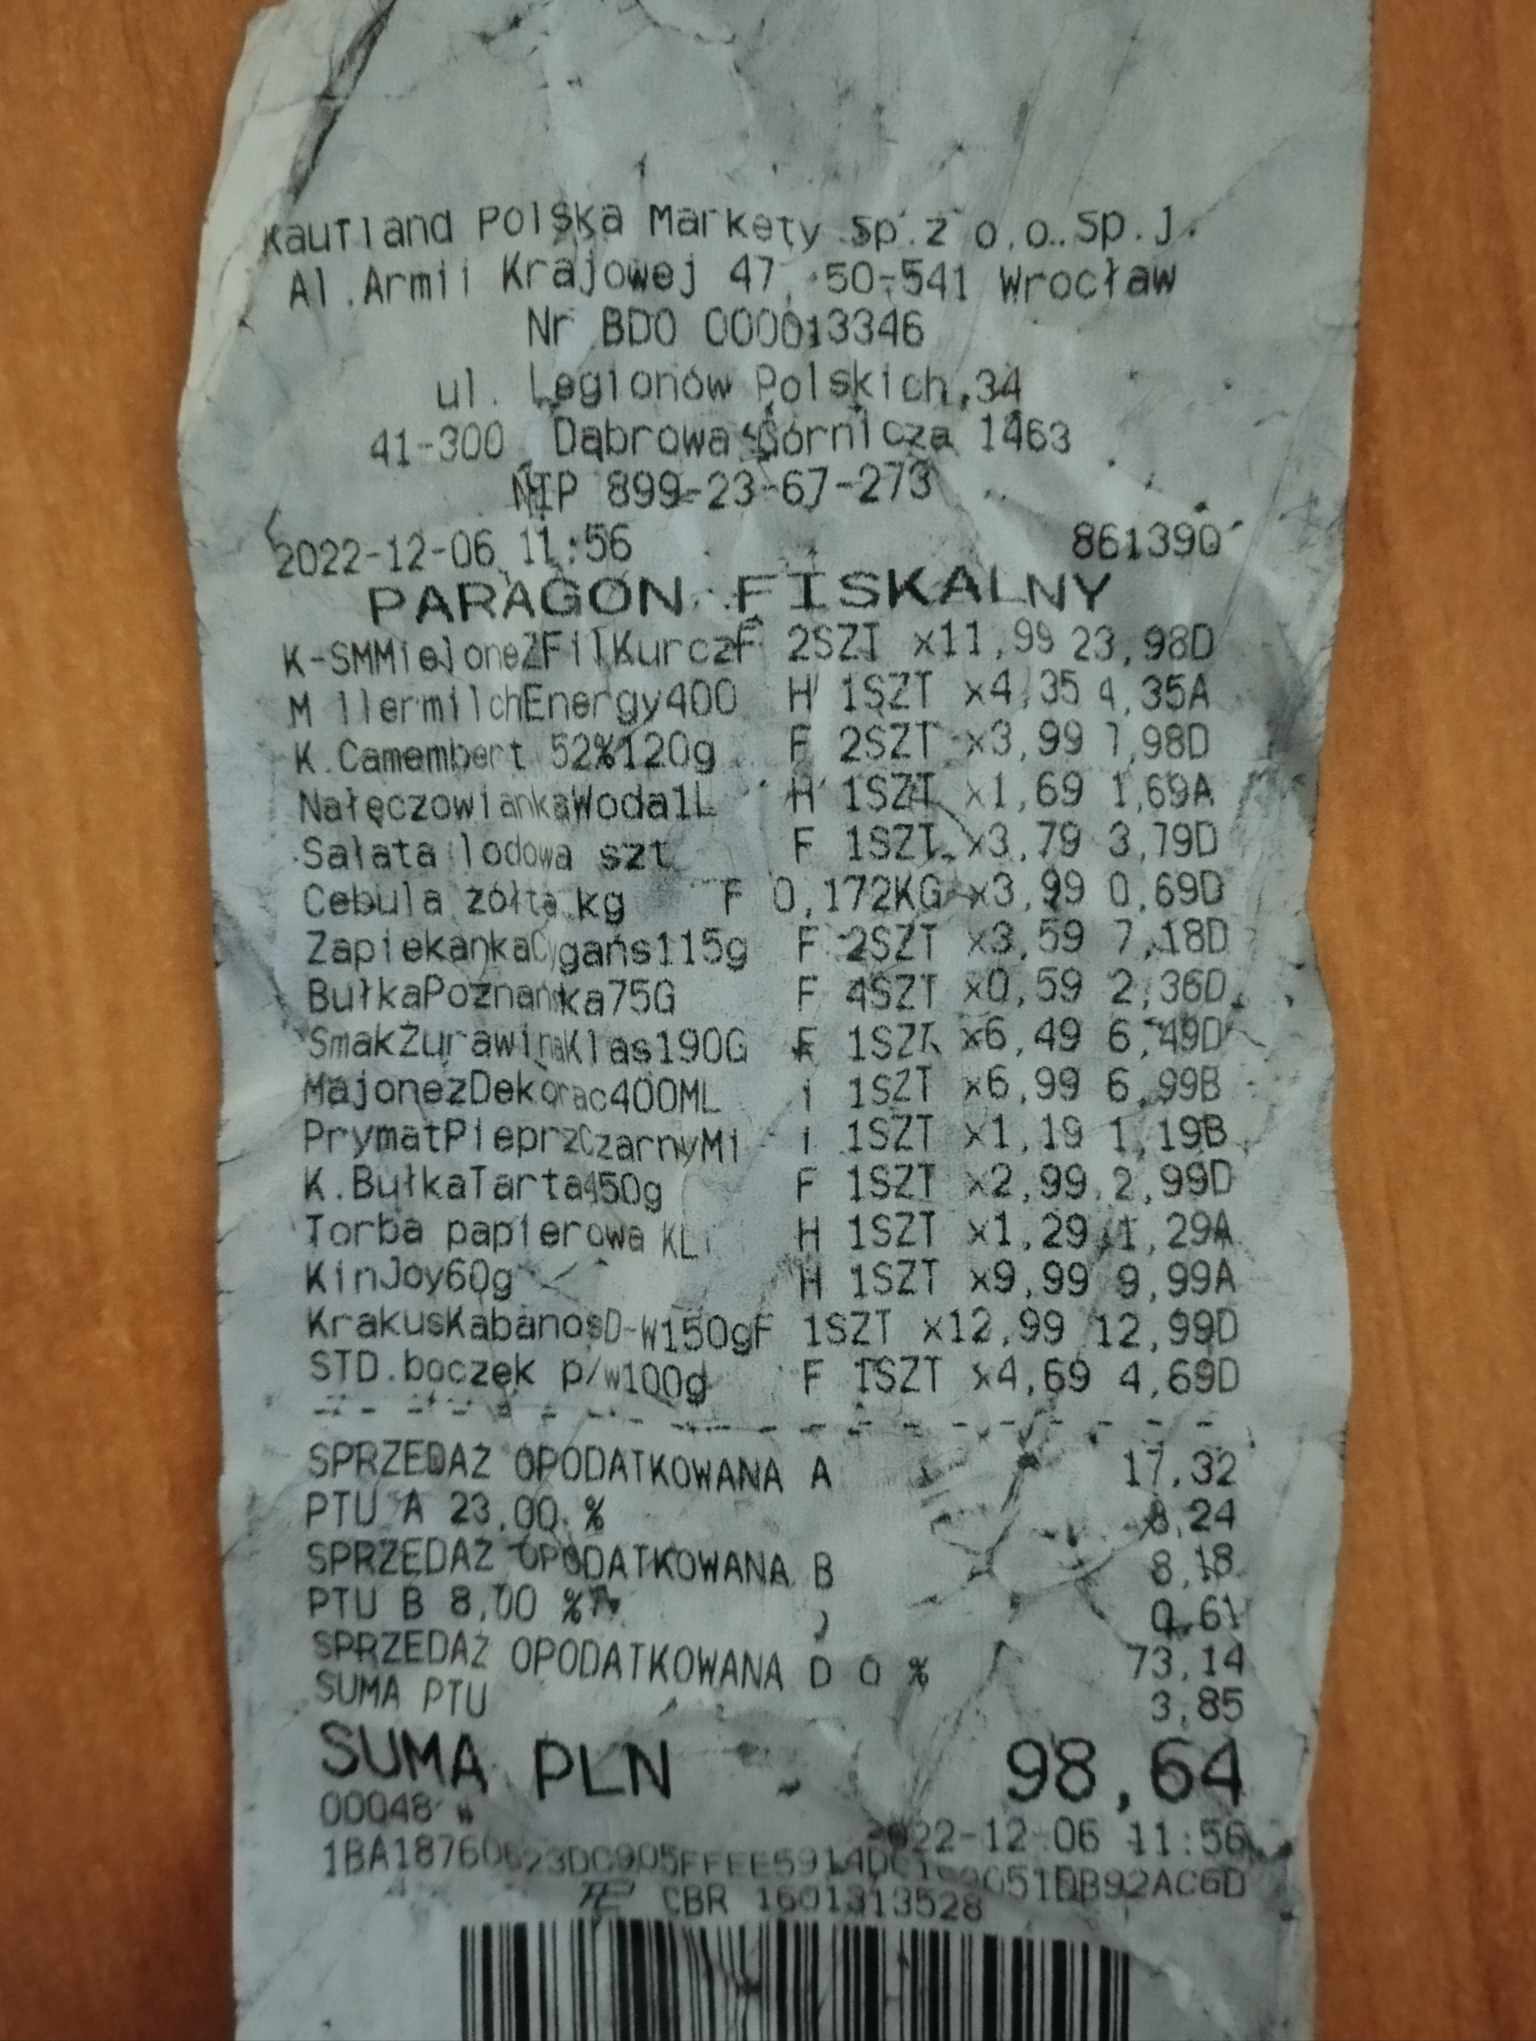 Kaufland Polska Markety Sp. z o.o. Sp.J.
Al.Armii Krajowej 47, 50-541 Wrocław
Nr BDO 000013346
ul. Legionów Polskich 34
41-300 Dąbrowa Górnicza 1463
NIP 899-23-67-273
2022-12-06 11:56 861390
PARAGON FISKALNY
K-SMMieloneZFilKurczF 2SZT x11,99 23,98D
M llermilchEnergy400 H 1SZT x4,35 4,35A
K.Camembert 52%120g F 2SZT x3,99 7,98D
NałęczowiankaWoda1L H 1SZT x1,69 1,69A
Sałata lodowa szt F 1SZT x3,79 3,79D
Cebula żółta kg F 0,172KG x3,99 0,69D
ZapiekankaCygańs115g F 2SZT x3,59 7,18D
BułkaPoznańska75G F 4SZT x0,59 2,36D
SmakŻurawinaKlas190G F 1SZT x6,49 6,49D
MajonezDekorac400ML i 1SZT x6,99 6,99B
PrymatPieprzCzarnyMi i 1SZT x1,19 1,19B
K.BułkaTarta450g F 1SZT x2,99 2,99D
Torba papierowa KL H 1SZT x1,29 1,29A
KinJoy60g H 1SZT x9,99 9,99A
KrakusKabanosD-W150gF 1SZT x12,99 12,99D
STD.boczek p/w100g F 1SZT x4,69 4,69D
SPRZEDAŻ OPODATKOWANA A 17,32
PTU A 23,00 % 3,24
SPRZEDAŻ OPODATKOWANA B 8,18
PTU B 8,00 % 0,61
SPRZEDAŻ OPODATKOWANA D 0 % 73,14
SUMA PTU 3,85
SUMA PLN 98,64
00048
2022-12-06 11:56
CBR 1601313528